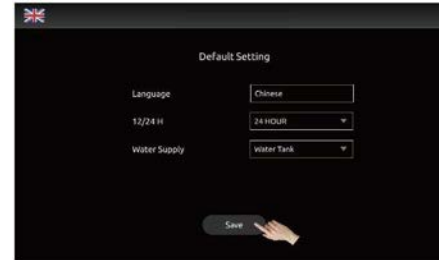 Default Setting
Language Chinese
12/24 H 24 HOUR
Water Supply Water Tank
Save